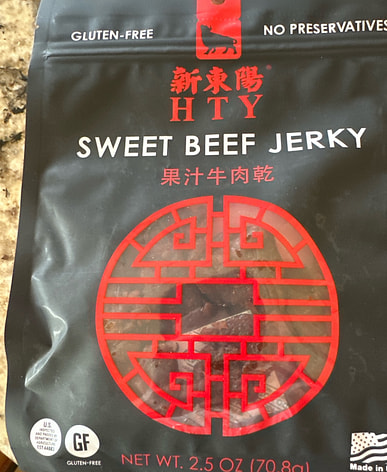 GLUTEN-FREE
NO PRESERVATIVES
新東陽
HTY
SWEET BEEF JERKY
果汁牛肉乾
U.S.
GF
GLUTEN-FREE
NET WT. 2.5 OZ (70.8g)
Made in